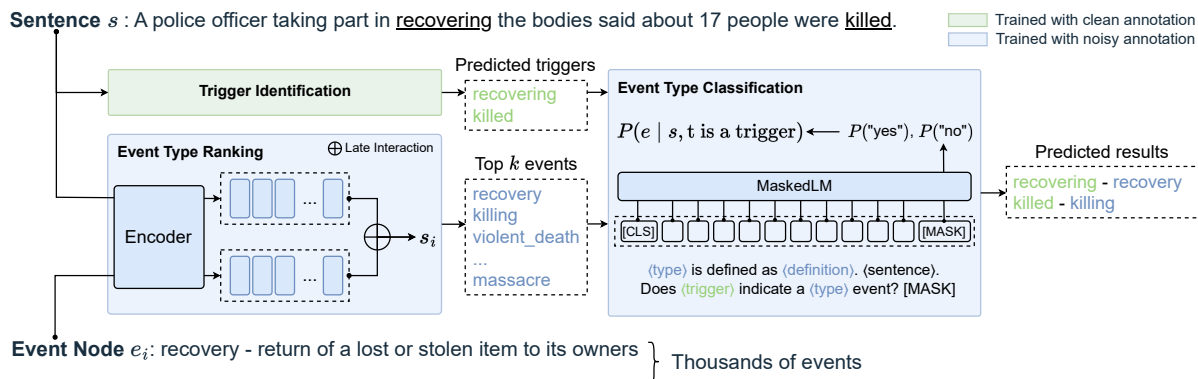 Sentence s : A police officer taking part in recovering the bodies said about 17 people were killed.
Trained with clean annotation
Trained with noisy annotation
Trigger Identification
Predicted triggers
recovering
killed
Event Type Ranking
⊕ Late Interaction
Encoder
...
...
s_i
Top k events
recovery
killing
violent_death
...
massacre
Event Type Classification
P(e | s, t is a trigger)
P("yes"), P("no")
MaskedLM
[CLS]
[MASK]
⟨type⟩ is defined as ⟨definition⟩. ⟨sentence⟩.
Does ⟨trigger⟩ indicate a ⟨type⟩ event? [MASK]
Predicted results
recovering - recovery
killed - killing
Event Node e_i: recovery - return of a lost or stolen item to its owners
Thousands of events